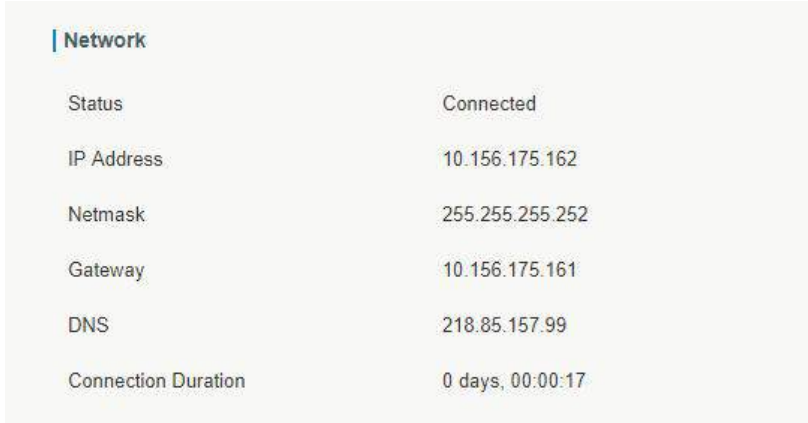 Network
Status Connected
IP Address 10.156.175.162
Netmask 255.255.255.252
Gateway 10.156.175.161
DNS 218.85.157.99
Connection Duration 0 days, 00:00:17